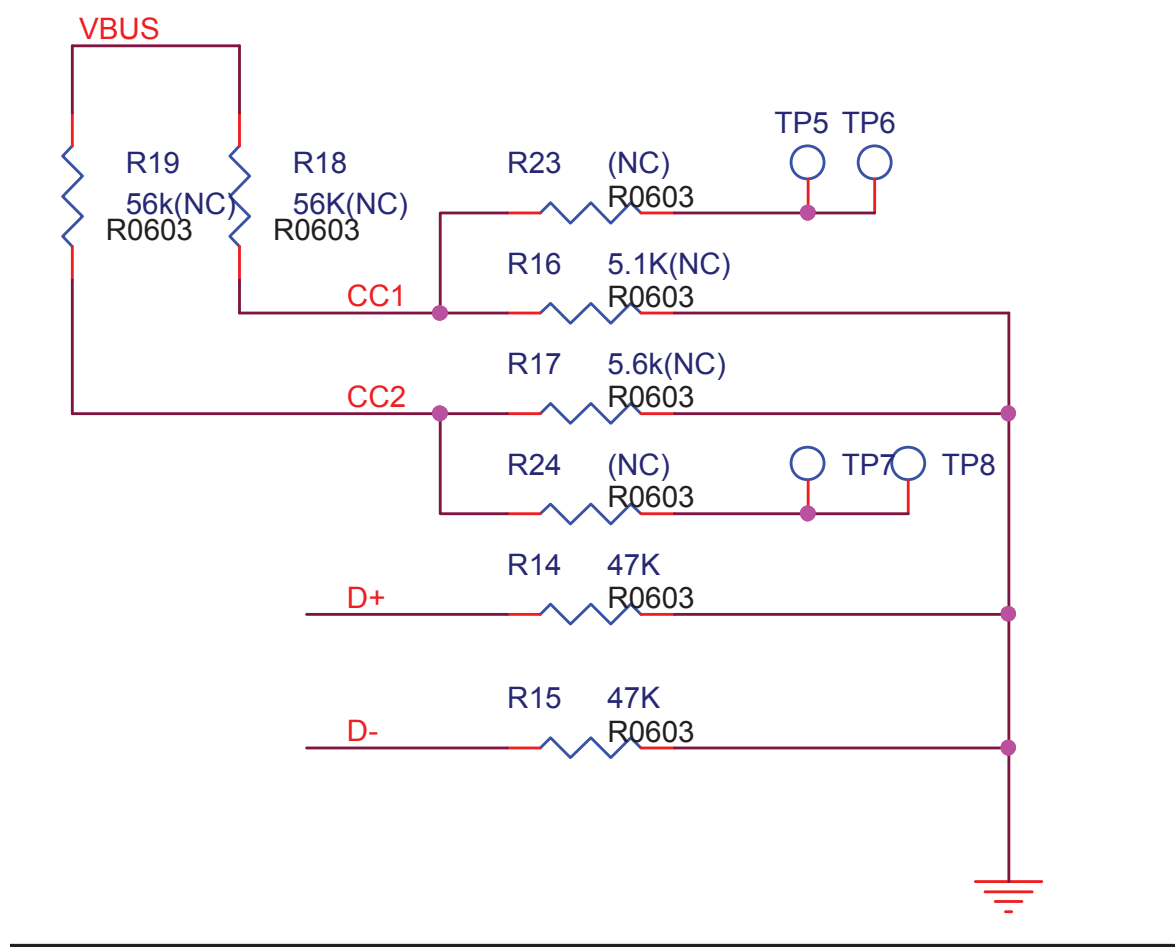 VBUS
TP5 TP6
R19 R18 R23 (NC)
56k(NC) 56K(NC) R0603
R0603 R0603
R16 5.1K(NC)
CC1 R0603
R17 5.6k(NC)
CC2 R0603
R24 (NC) TP7 TP8
R0603
R14 47K
D+ R0603
R15 47K
D- R0603